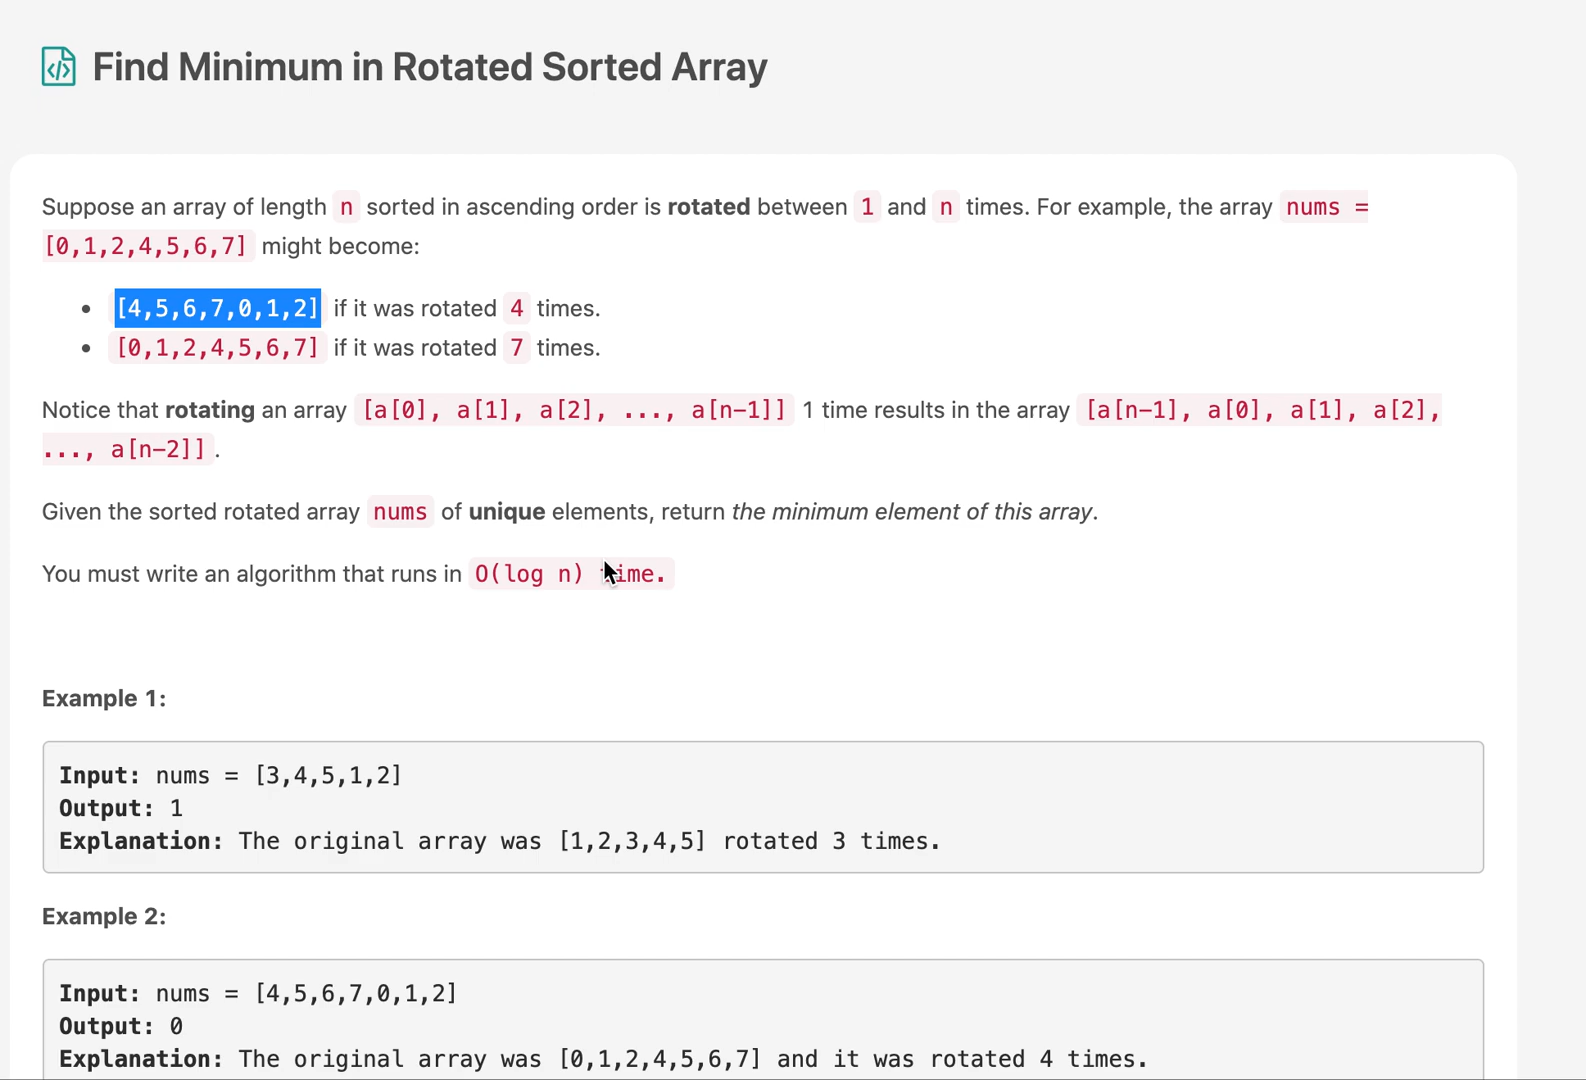 Find Minimum in Rotated Sorted Array
Suppose an array of length n sorted in ascending order is rotated between 1 and n times. For example, the array nums =
[0,1,2,4,5,6,7] might become:
• [4,5,6,7,0,1,2] if it was rotated 4 times.
• [0,1,2,4,5,6,7] if it was rotated 7 times.
Notice that rotating an array [a[0], a[1], a[2], ..., a[n-1]] 1 time results in the array [a[n-1], a[0], a[1], a[2],
..., a[n-2]].
Given the sorted rotated array nums of unique elements, return the minimum element of this array.
You must write an algorithm that runs in O(log n) time.
Example 1:
Input: nums = [3,4,5,1,2]
Output: 1
Explanation: The original array was [1,2,3,4,5] rotated 3 times.
Example 2:
Input: nums = [4,5,6,7,0,1,2]
Output: 0
Explanation: The original array was [0,1,2,4,5,6,7] and it was rotated 4 times.